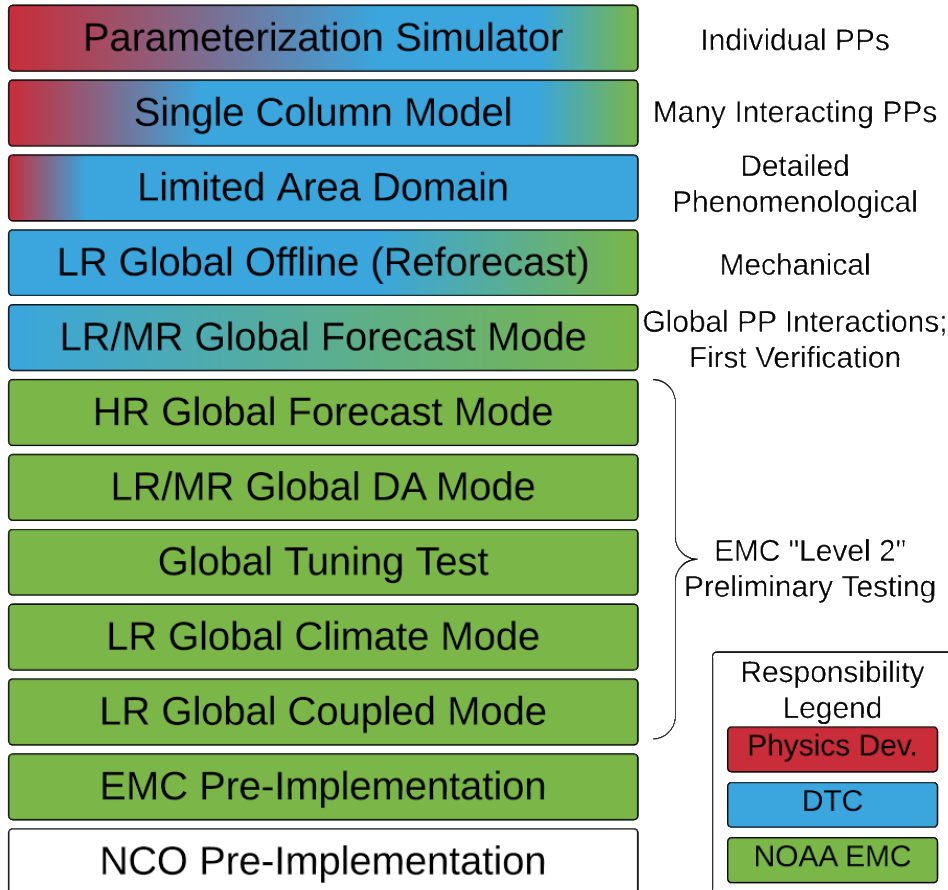 Parameterization Simulator
Individual PPs
Single Column Model
Many Interacting PPs
Limited Area Domain
Detailed
Phenomenological
LR Global Offline (Reforecast)
Mechanical
LR/MR Global Forecast Mode
Global PP Interactions;
First Verification
HR Global Forecast Mode
LR/MR Global DA Mode
Global Tuning Test
LR Global Climate Mode
LR Global Coupled Mode
EMC "Level 2"
Preliminary Testing
EMC Pre-Implementation
NCO Pre-Implementation
Responsibility
Legend
Physics Dev.
DTC
NOAA EMC